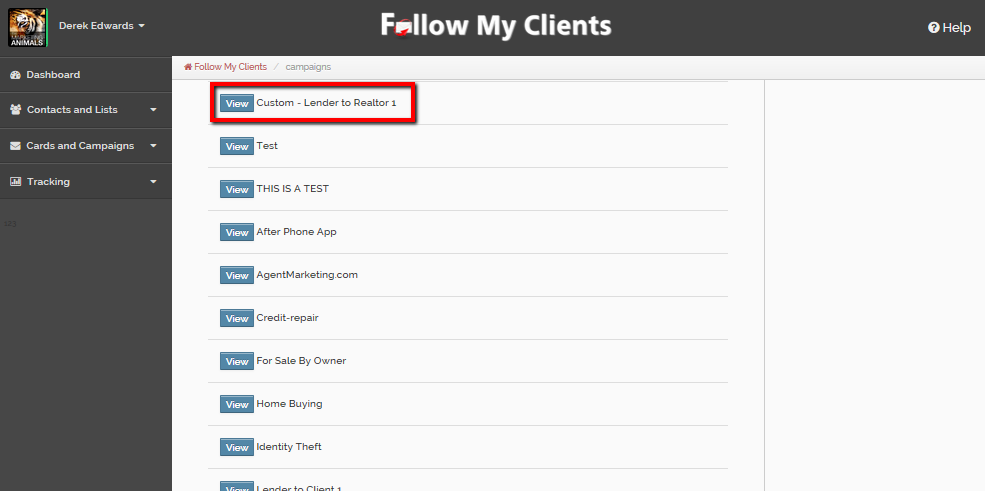 MARKETING
ANIMALS
Derek Edwards
Follow My Clients
Help
Dashboard
Contacts and Lists
Cards and Campaigns
Tracking
Follow My Clients / campaigns
View Custom - Lender to Realtor 1
View Test
View THIS IS A TEST
View After Phone App
View AgentMarketing.com
View Credit-repair
View For Sale By Owner
View Home Buying
View Identity Theft
View Lender to Client 1